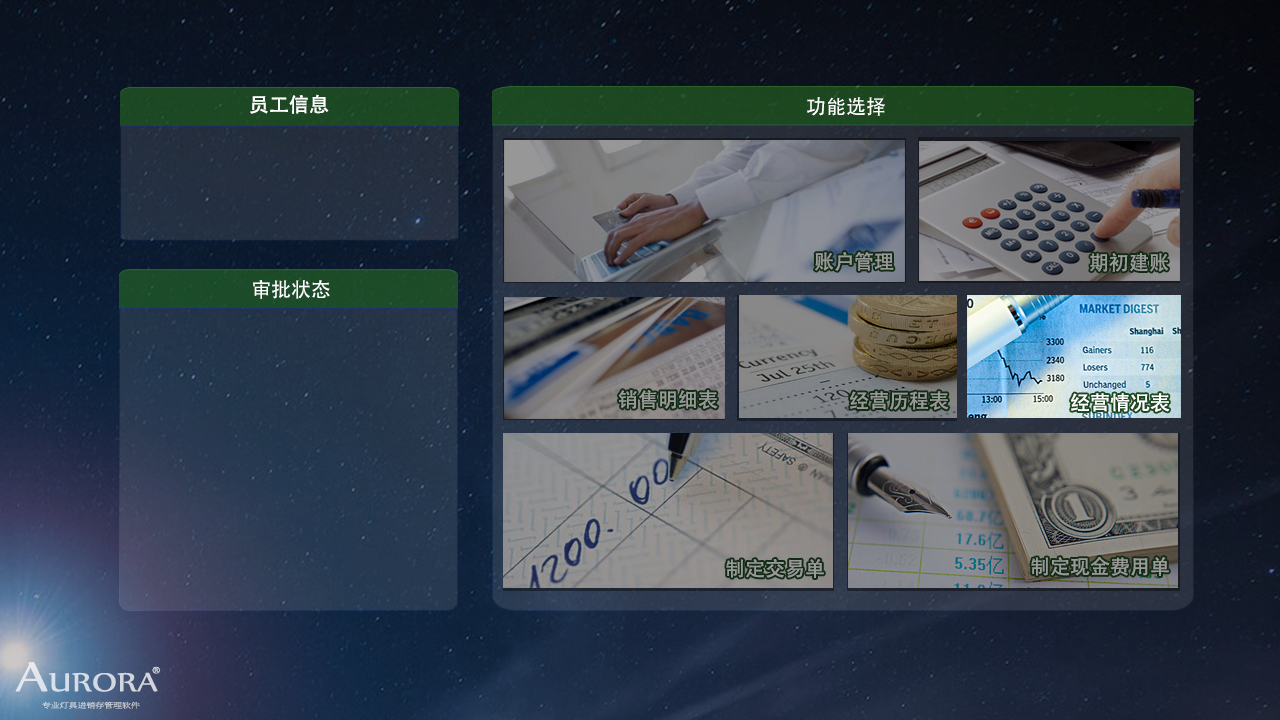 员工信息
功能选择
账户管理
期初建账
审批状态
销售明细表
Currency
Jul 25th
经营历程表
MARKET DIGEST
Shanghai Sh
3300
Gainers 116
2340
Losers 774
3180
Unchanged 5
13:00 15:00
经营情况表
SUBINDEX
1200. 00
SAFETY
制定交易单
68.7亿
17.6亿
5.35亿
制定现金费用单
AURORA®
专业灯具进销存管理软件